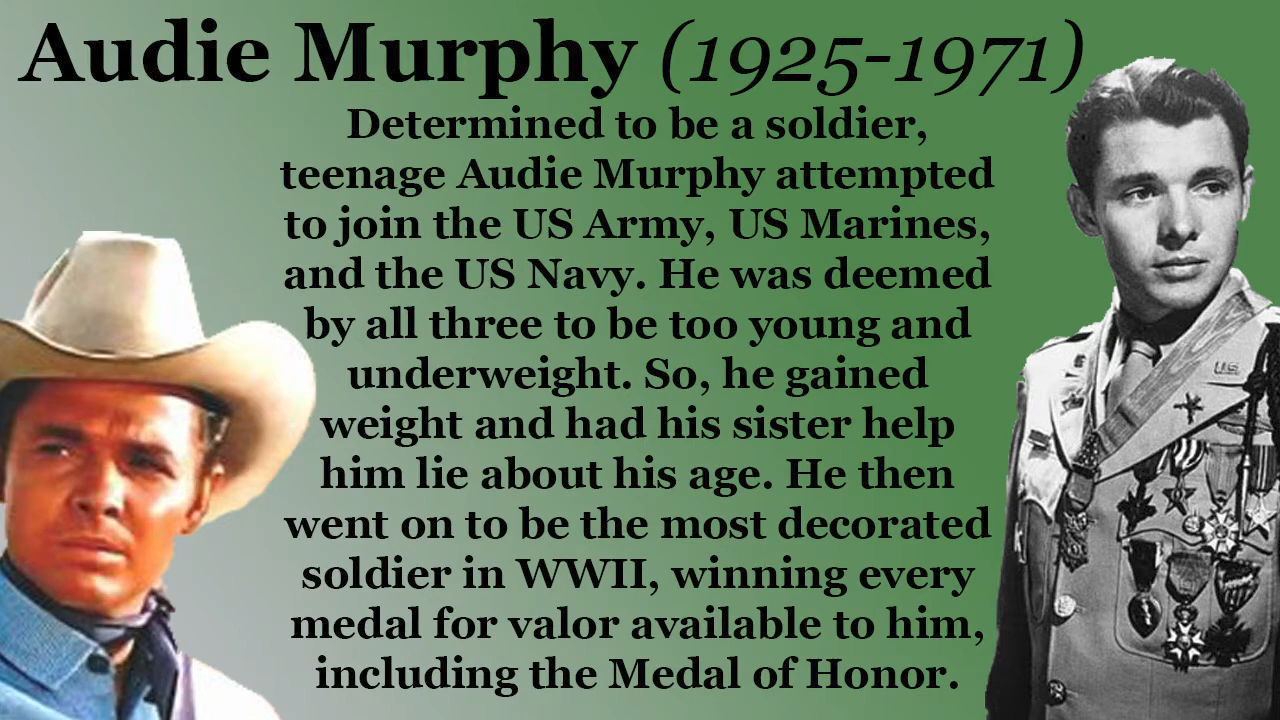 Audie Murphy (1925-1971)
Determined to be a soldier,
teenage Audie Murphy attempted
to join the US Army, US Marines,
and the US Navy. He was deemed
by all three to be too young and
underweight. So, he gained
weight and had his sister help
him lie about his age. He then
went on to be the most decorated
soldier in WWII, winning every
medal for valor available to him,
including the Medal of Honor.
U.S.